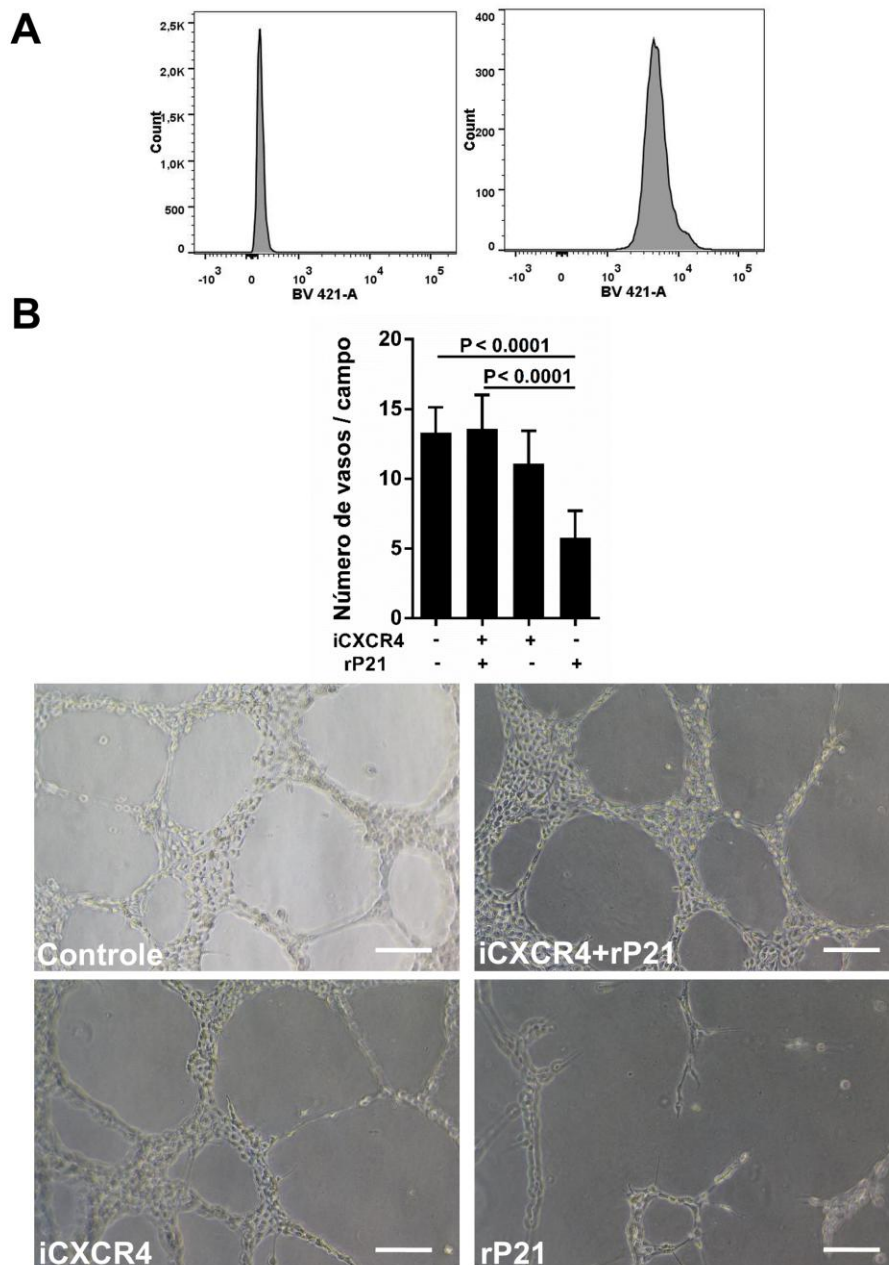 A
2,5K
2,0K
1,5K
1,0K
500
0
Count
-10³ 0 10³ 10⁴ 10⁵
BV 421-A
400
300
200
100
0
Count
-10³ 0 10³ 10⁴ 10⁵
BV 421-A
B
20
15
10
5
0
Número de vasos / campo
P < 0.0001
P < 0.0001
iCXCR4 - + + -
rP21 - + - +
Controle
iCXCR4+rP21
iCXCR4
rP21